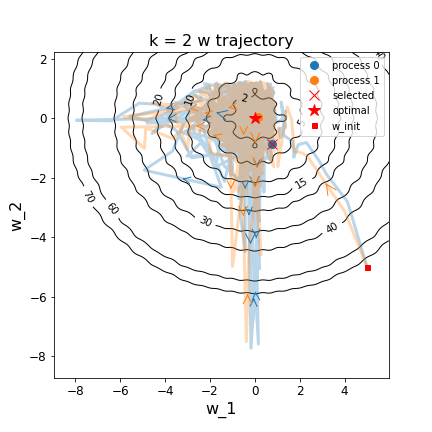 k = 2 w trajectory
process 0
process 1
selected
optimal
w_init
2
0
−2
−4
−6
−8
w_2
20
10
2
5
15
30
40
60
70
−8
−6
−4
−2
0
2
4
w_1